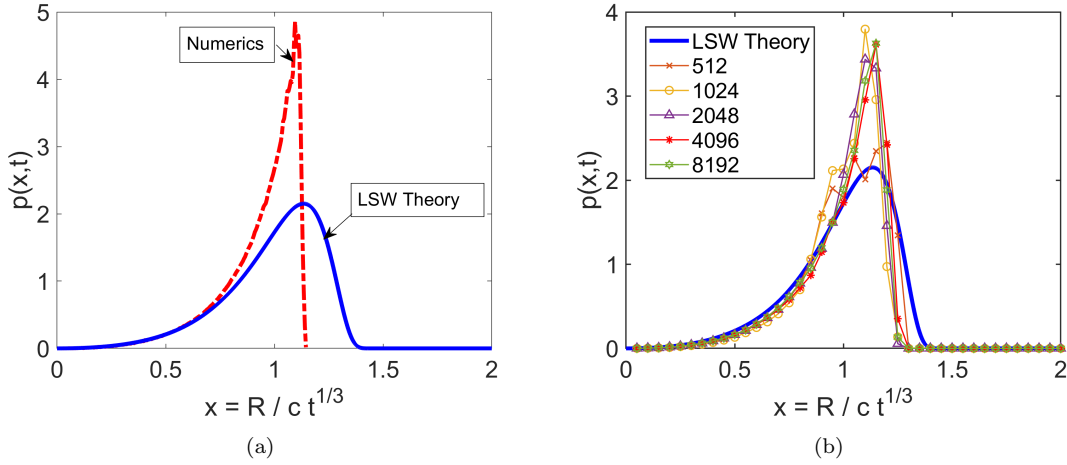 5
4
3
2
1
0
0
0.5
1
1.5
2
p(x,t)
x = R / c t^{1/3}
Numerics
LSW Theory
(a)
4
3
2
1
0
0
0.5
1
1.5
2
p(x,t)
x = R / c t^{1/3}
LSW Theory
512
1024
2048
4096
8192
(b)